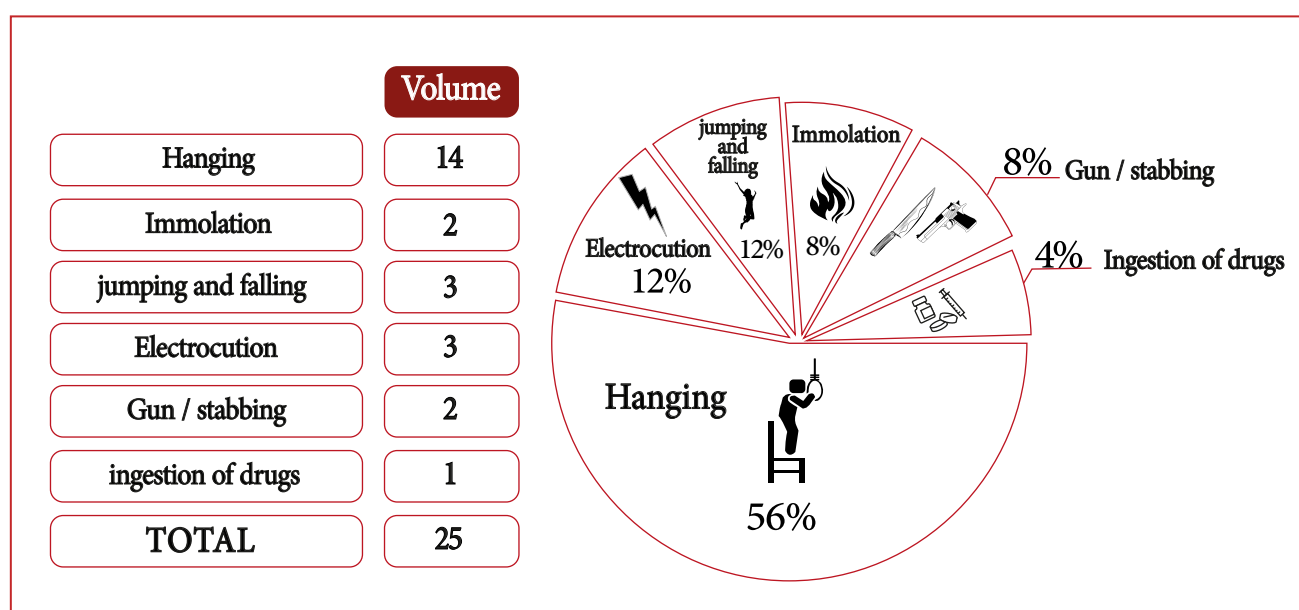 Volume
Hanging 14
Immolation 2
jumping and falling 3
Electrocution 3
Gun / stabbing 2
ingestion of drugs 1
TOTAL 25
jumping
and
falling
12%
Immolation
8%
8% Gun / stabbing
4% Ingestion of drugs
Electrocution
12%
Hanging
56%